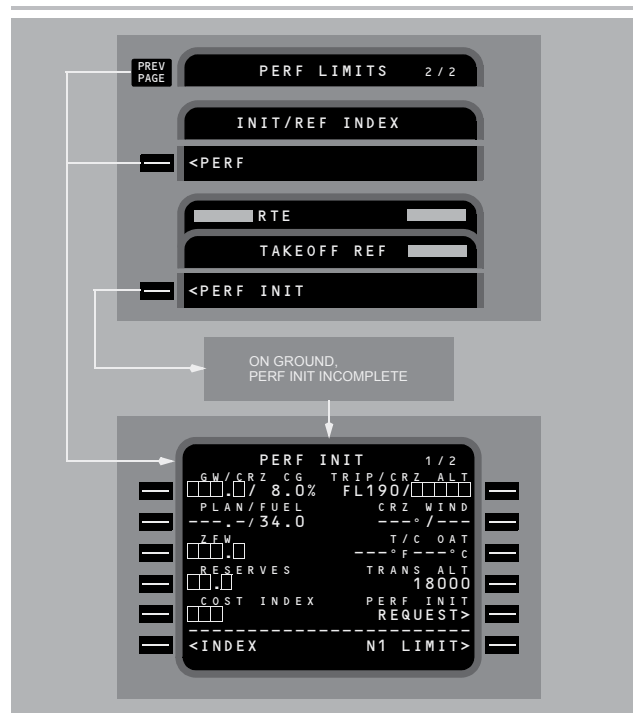 PREV
PAGE
PERF LIMITS 2/2
INIT/REF INDEX
<PERF
RTE
TAKEOFF REF
<PERF INIT
ON GROUND,
PERF INIT INCOMPLETE
PERF INIT 1/2
GW/CRZ CG TRIP/CRZ ALT
□□□.□/ 8.0% FL190/□□□□□
PLAN/FUEL CRZ WIND
---.-/34.0 ---°/---
ZFW T/C OAT
□□□.□ ---°F---°C
RESERVES TRANS ALT
□□.□ 18000
COST INDEX PERF INIT
□□□ REQUEST>
------------------------
<INDEX N1 LIMIT>